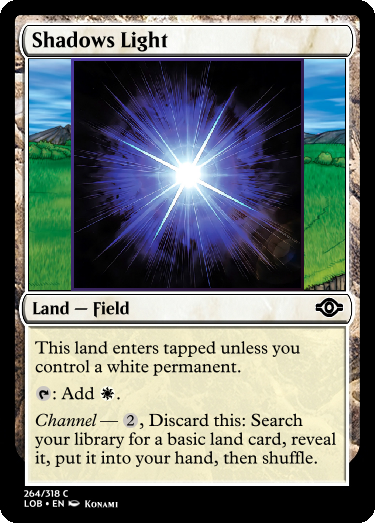 Shadows Light
Land — Field
This land enters tapped unless you
control a white permanent.
: Add .
Channel — 2, Discard this: Search
your library for a basic land card, reveal
it, put it into your hand, then shuffle.
264/318 C
LOB • EN Konami